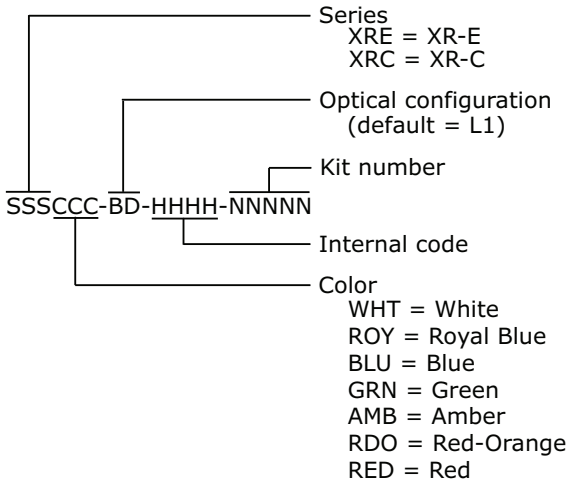 Series
XRE = XR-E
XRC = XR-C
Optical configuration
(default = L1)
Kit number
SSSCCC-BD-HHHH-NNNNN
Internal code
Color
WHT = White
ROY = Royal Blue
BLU = Blue
GRN = Green
AMB = Amber
RDO = Red-Orange
RED = Red